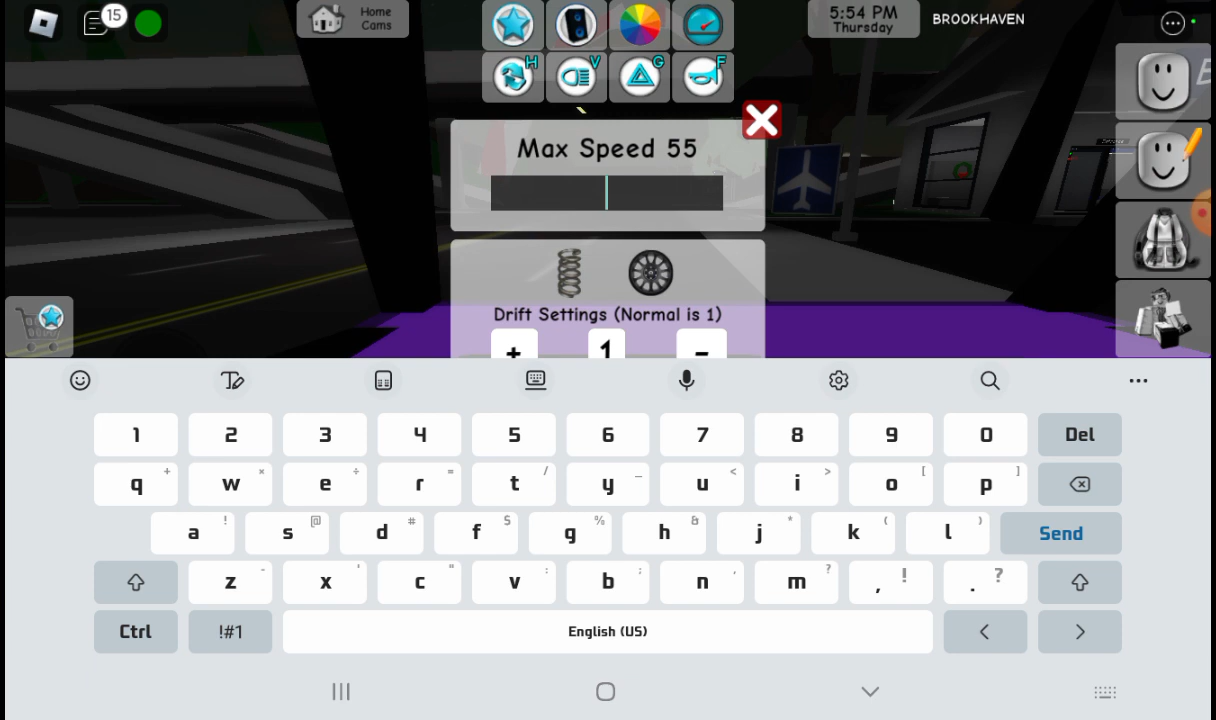 15
Home
Cams
5:54 PM
Thursday
BROOKHAVEN
H
V
G
F
Max Speed 55
Drift Settings (Normal is 1)
+ 1 -
1 2 3 4 5 6 7 8 9 0 Del
q + w × e ÷ r = t / y _ u < i > o [ p ]
a ! s @ d # f $ g % h & j * k ( l ) Send
z - x ' c " v : b ; n , m ? , ! . ?
Ctrl !#1 English (US) < >